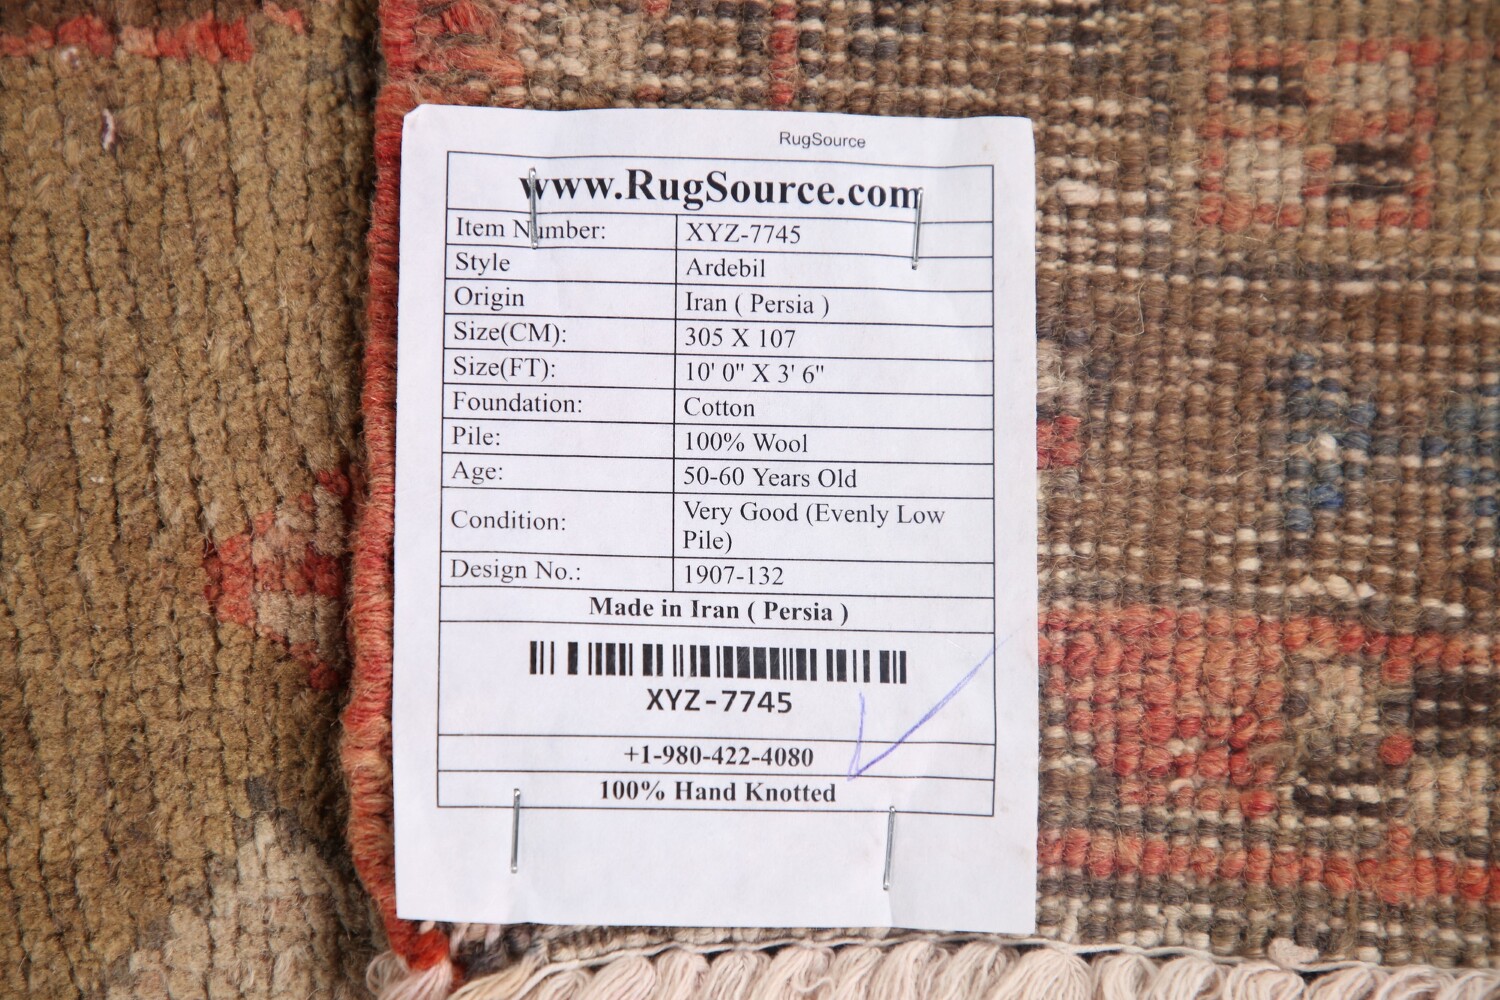 RugSource
www.RugSource.com
Item Number: XYZ-7745
Style Ardebil
Origin Iran ( Persia )
Size(CM): 305 X 107
Size(FT): 10' 0" X 3' 6"
Foundation: Cotton
Pile: 100% Wool
Age: 50-60 Years Old
Condition: Very Good (Evenly Low
Pile)
Design No.: 1907-132
Made in Iran ( Persia )
XYZ-7745
+1-980-422-4080
100% Hand Knotted